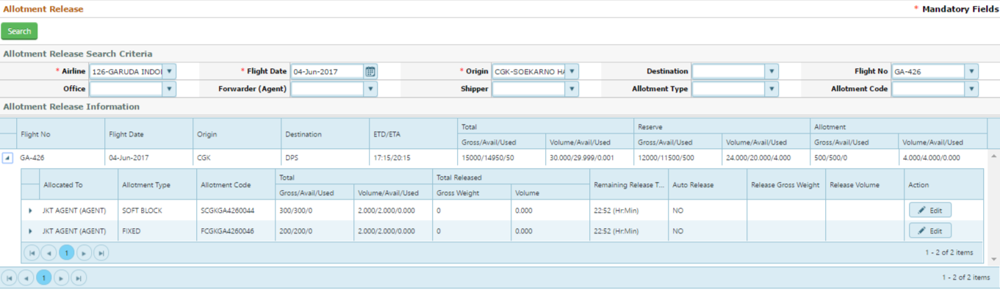 Allotment Release * Mandatory Fields
Search
Allotment Release Search Criteria
* Airline 126-GARUDA INDOI * Flight Date 04-Jun-2017 * Origin CGK-SOEKARNO HA Destination Flight No GA-426
Office Forwarder (Agent) Shipper Allotment Type Allotment Code
Allotment Release Information
Flight No Flight Date Origin Destination ETD/ETA Total Reserve Allotment
Gross/Avail/Used Volume/Avail/Used Gross/Avail/Used Volume/Avail/Used Gross/Avail/Used Volume/Avail/Used
GA-426 04-Jun-2017 CGK DPS 17:15/20:15 15000/14950/50 30.000/29.999/0.001 12000/11500/500 24.000/20.000/4.000 500/500/0 4.000/4.000/0.000
Allocated To Allotment Type Allotment Code Total Total Released Remaining Release T... Auto Release Release Gross Weight Release Volume Action
Gross/Avail/Used Volume/Avail/Used Gross Weight Volume
JKT AGENT (AGENT) SOFT BLOCK SCGKGA4260044 300/300/0 2.000/2.000/0.000 0 0.000 22:52 (Hr:Min) NO Edit
JKT AGENT (AGENT) FIXED FCGKGA4260046 200/200/0 2.000/2.000/0.000 0 0.000 22:52 (Hr:Min) NO Edit
1 1 - 2 of 2 items
1 1 - 2 of 2 items